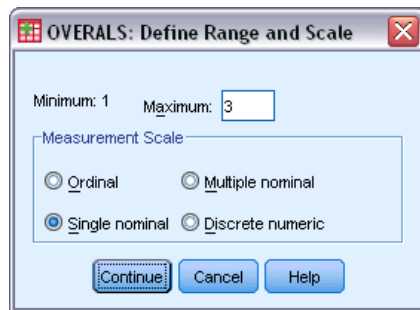 OVERALS: Define Range and Scale
Minimum: 1 Maximum: 3
Measurement Scale
Ordinal Multiple nominal
Single nominal Discrete numeric
Continue Cancel Help